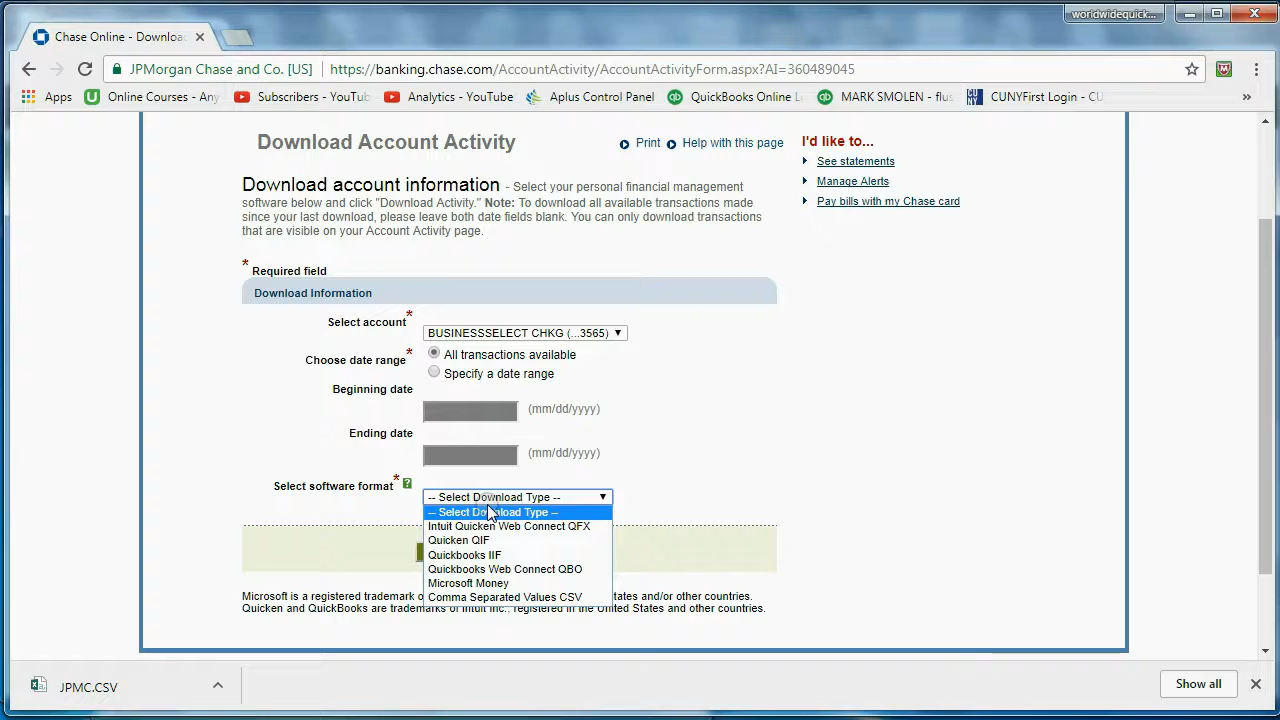 worldwidequick...
Chase Online - Downloa
JPMorgan Chase and Co. [US] https://banking.chase.com/AccountActivity/AccountActivityForm.aspx?AI=360489045
Apps Online Courses - Any Subscribers - YouTub Analytics - YouTube Aplus Control Panel QuickBooks Online L MARK SMOLEN - flus CUNYFirst Login - CU »
Download Account Activity Print Help with this page I'd like to...
See statements
Manage Alerts
Pay bills with my Chase card
Download account information - Select your personal financial management
software below and click "Download Activity." Note: To download all available transactions made
since your last download, please leave both date fields blank. You can only download transactions
that are visible on your Account Activity page.
* Required field
Download Information
Select account* BUSINESSSELECT CHKG (...3565)
Choose date range* All transactions available
Specify a date range
Beginning date
(mm/dd/yyyy)
Ending date
(mm/dd/yyyy)
Select software format* ? -- Select Download Type --
-- Select Download Type --
Intuit Quicken Web Connect QFX
Quicken QIF
Quickbooks IIF
Quickbooks Web Connect QBO
Microsoft Money
Comma Separated Values CSV
Microsoft is a registered trademark o tates and/or other countries.
Quicken and QuickBooks are trademarks of Intuit Inc., registered in the United States and other countries.
JPMC.CSV Show all